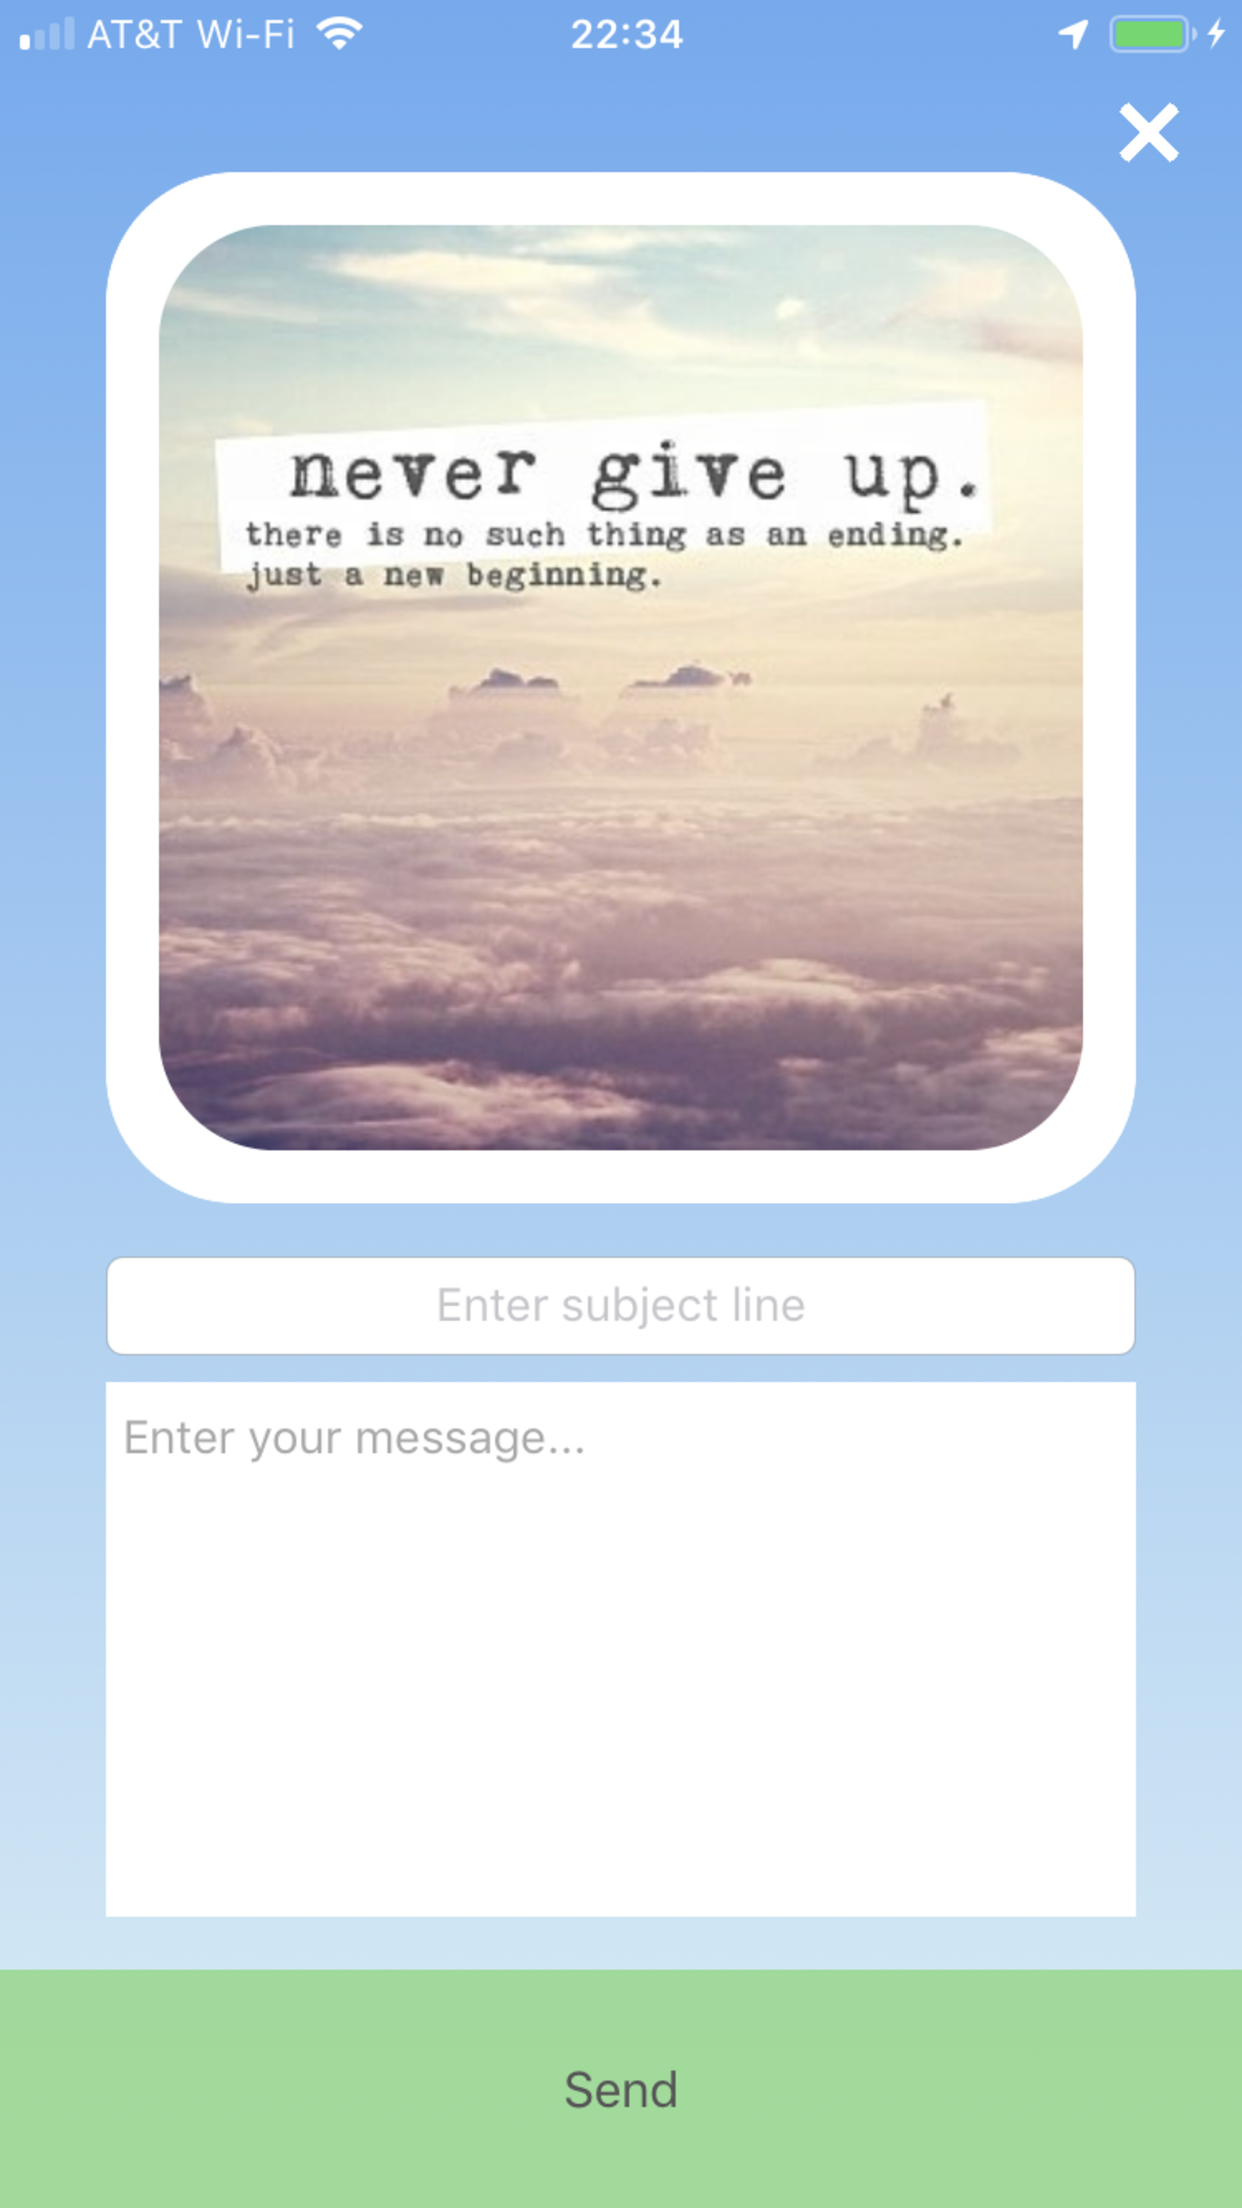 AT&T Wi-Fi 22:34
never give up.
there is no such thing as an ending.
just a new beginning.
Enter subject line
Enter your message...
Send